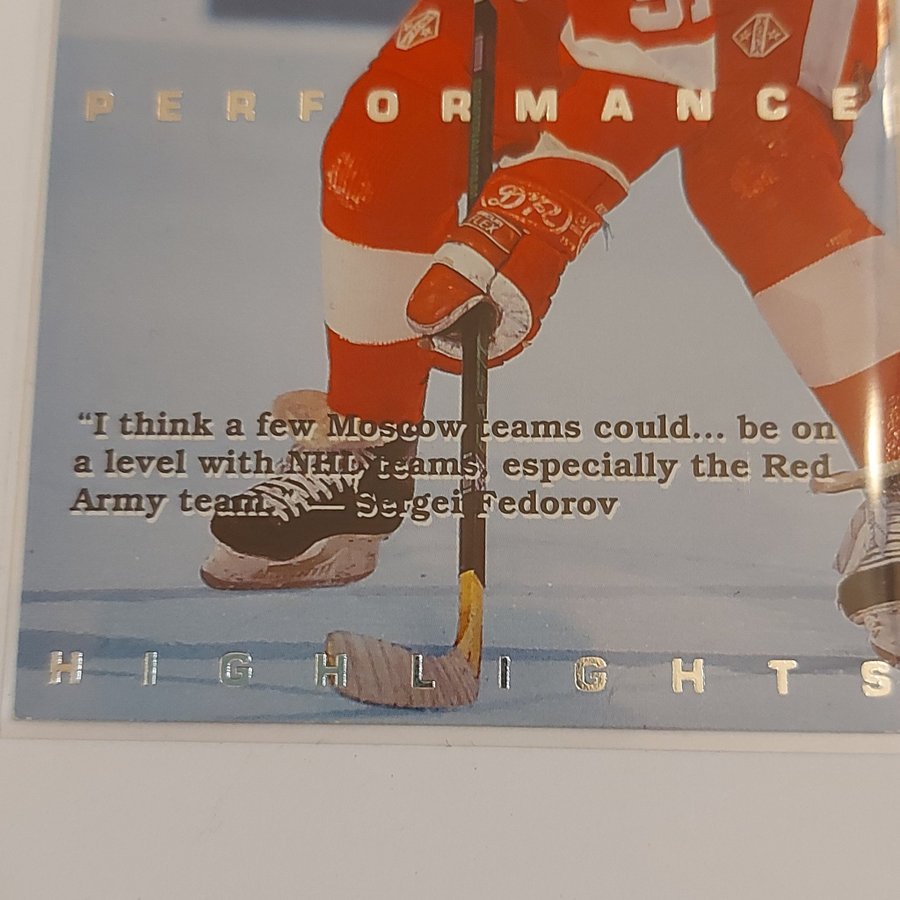 PERFORMANCE
“I think a few Moscow teams could... be on
a level with NHL teams, especially the Red
Army team." — Sergei Fedorov
HIGHLIGHTS